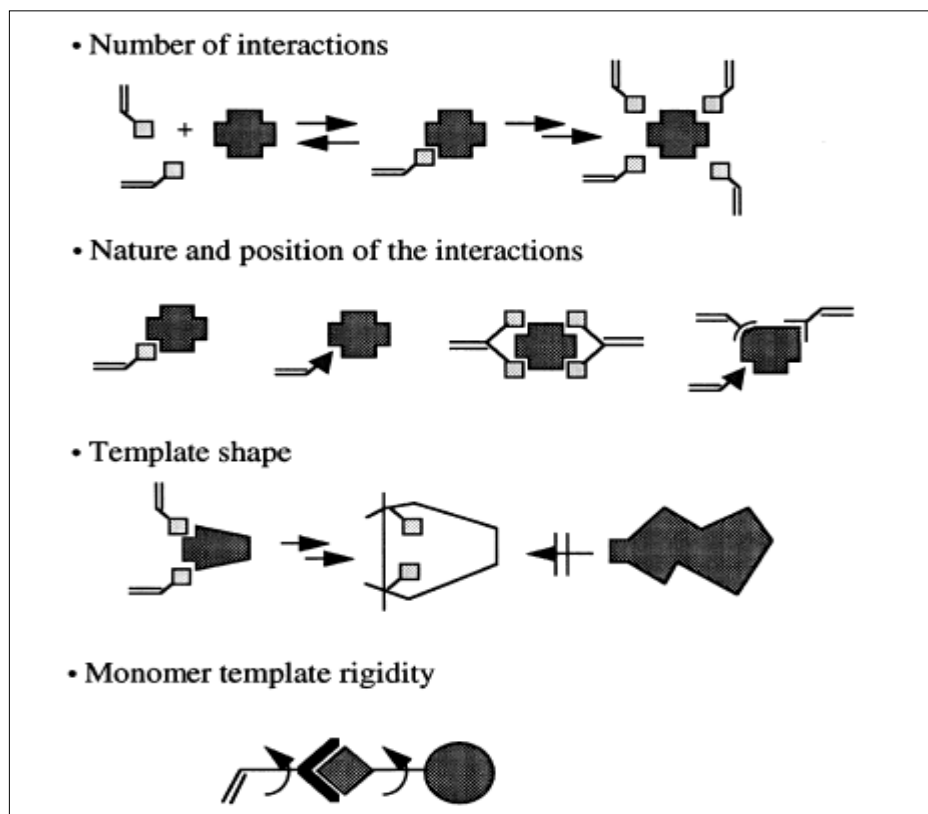 • Number of interactions
+
• Nature and position of the interactions
• Template shape
• Monomer template rigidity